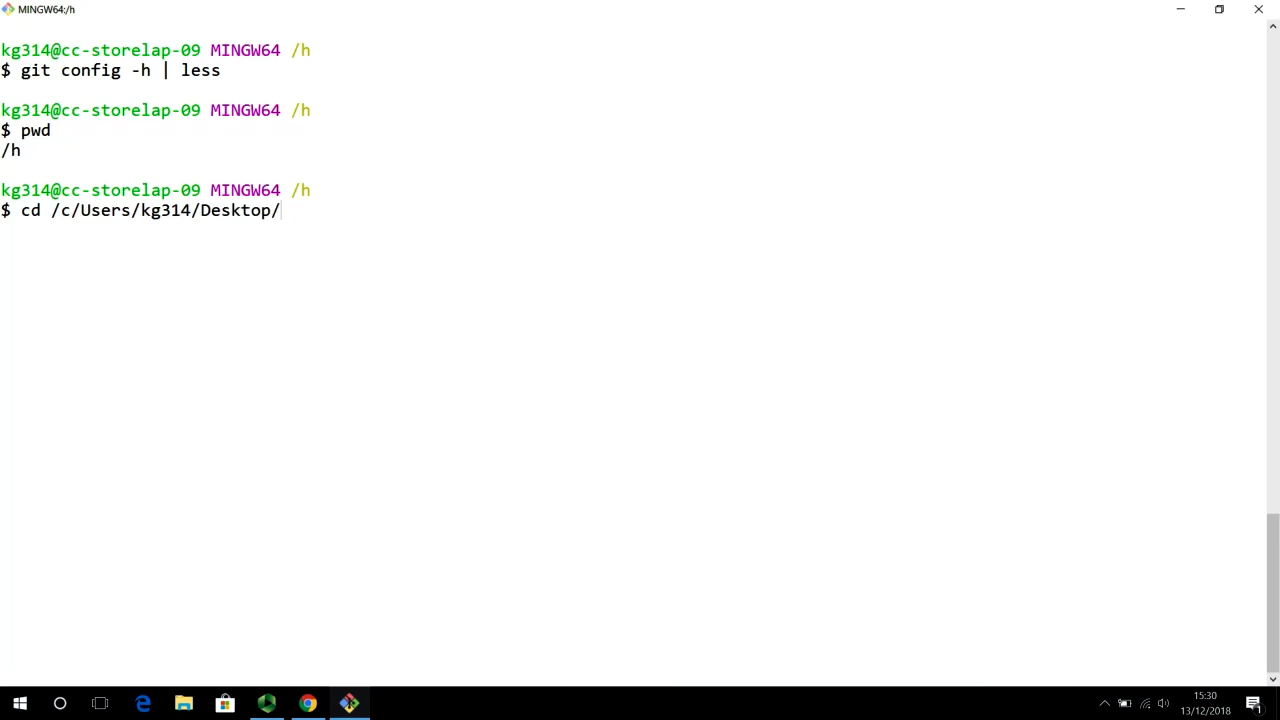 MINGW64:/h
kg314@cc-storelap-09 MINGW64 /h
$ git config -h | less
kg314@cc-storelap-09 MINGW64 /h
$ pwd
/h
kg314@cc-storelap-09 MINGW64 /h
$ cd /c/Users/kg314/Desktop/
15:30
13/12/2018
1